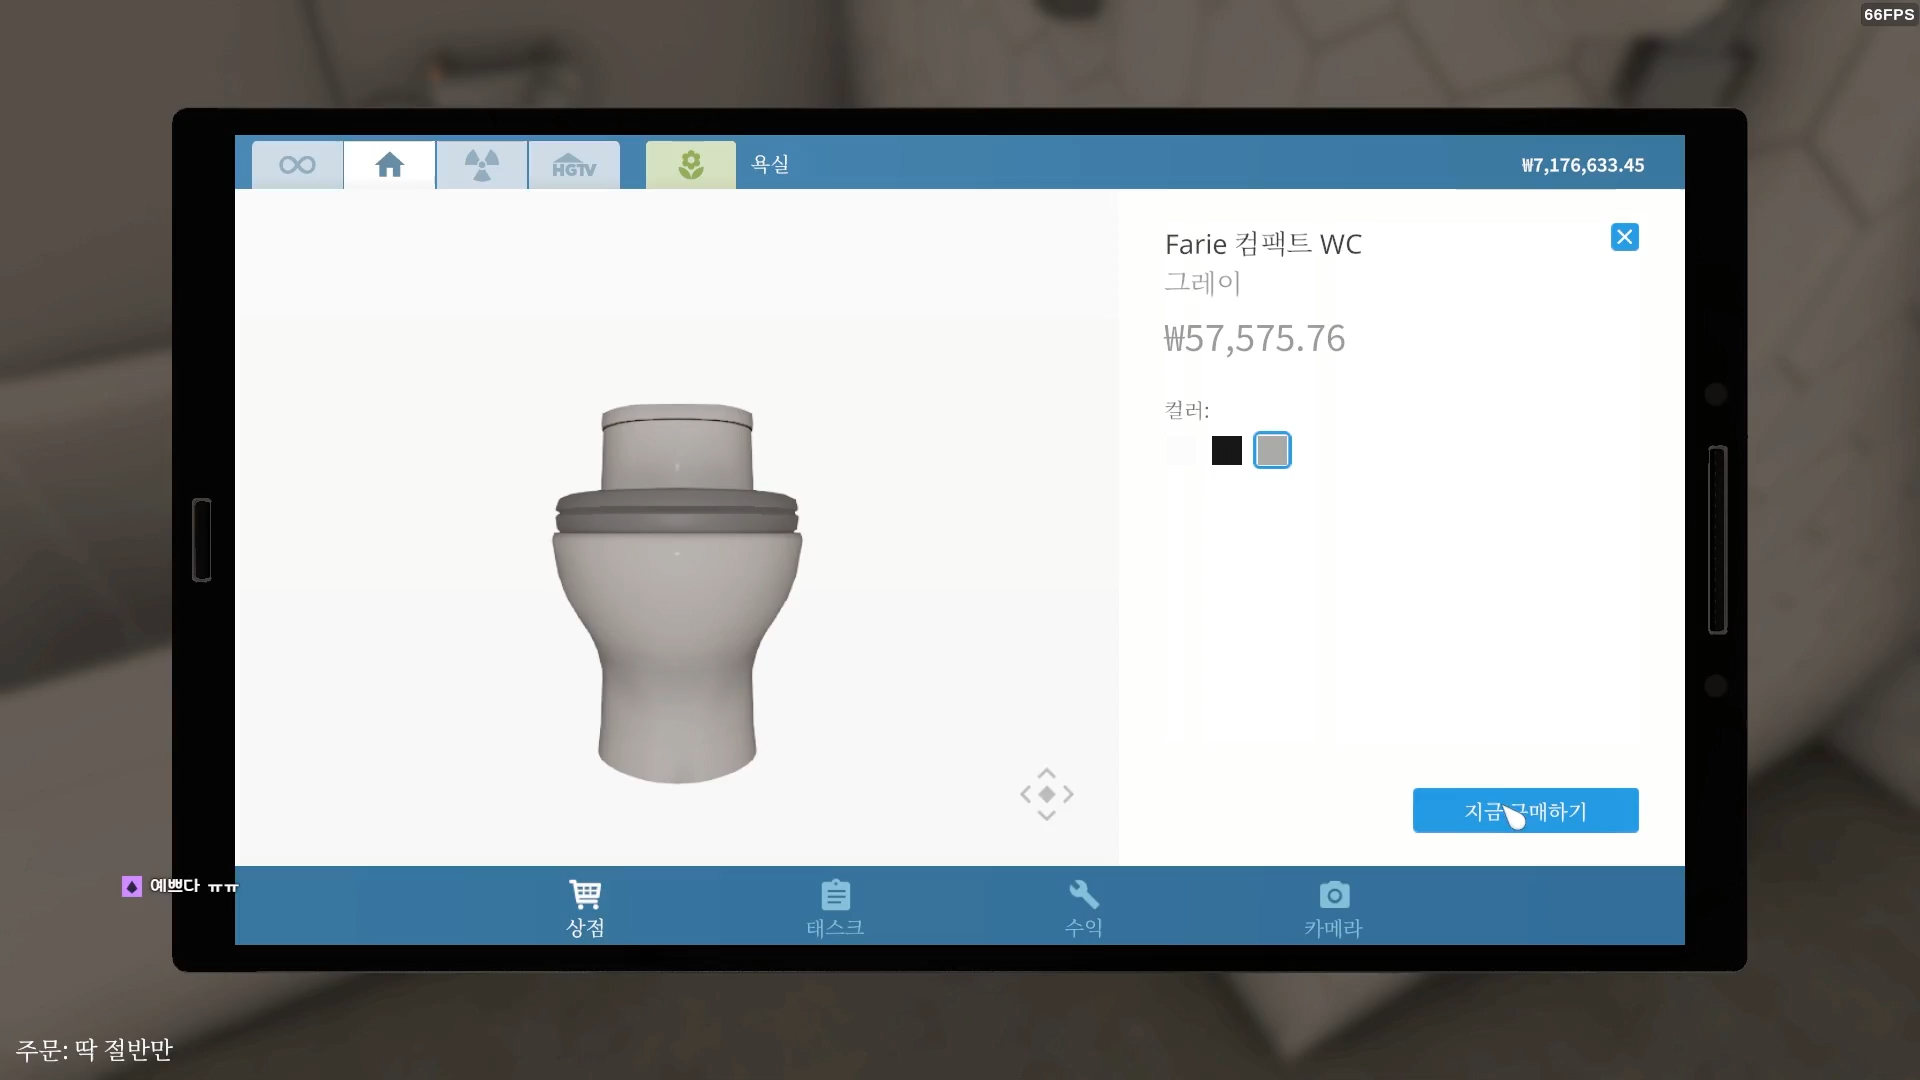 66FPS
HGTV
욕실
₩7,176,633.45
Farie 컴팩트 WC
그레이
₩57,575.76
컬러:
지금 구매하기
예쁘다 ㅠㅠ
상점
태스크
수익
카메라
주문: 딱 절반만